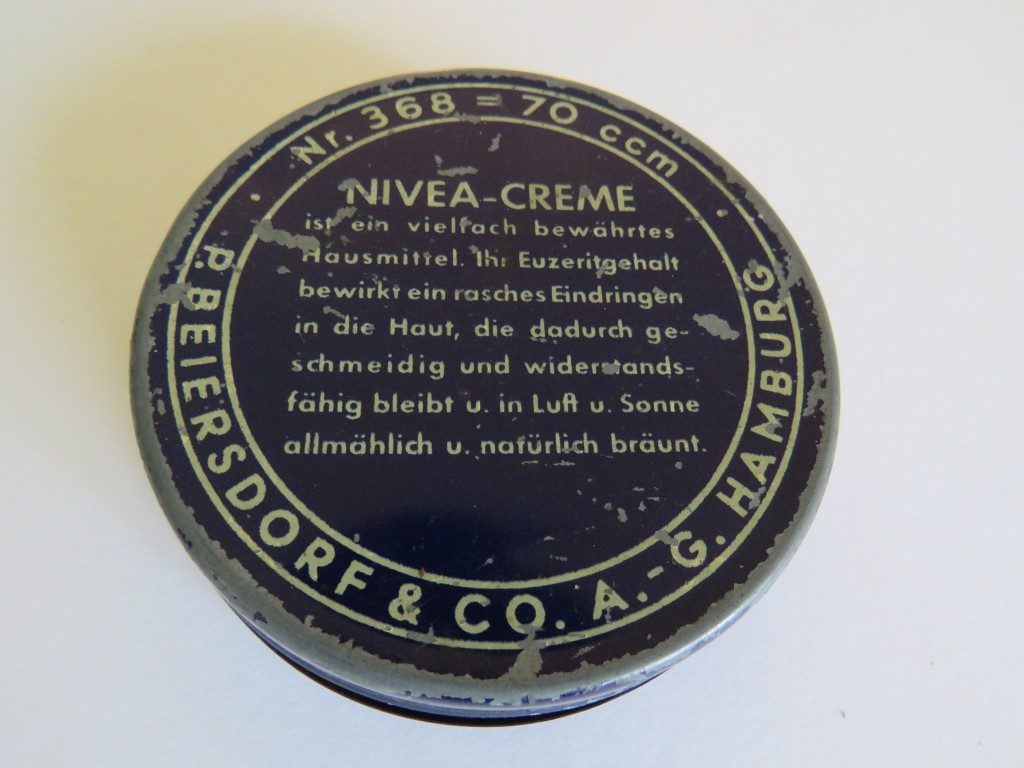 Nr. 368 = 70 ccm
NIVEA-CREME
ist ein vielfach bewährtes
Hausmittel. Ihr Euzeritgehalt
bewirkt ein rasches Eindringen
in die Haut, die dadurch ge-
schmeidig und widerstands-
fähig bleibt u. in Luft u. Sonne
allmählich u. natürlich bräunt.
P. BEIERSDORF & CO. A.-G. HAMBURG